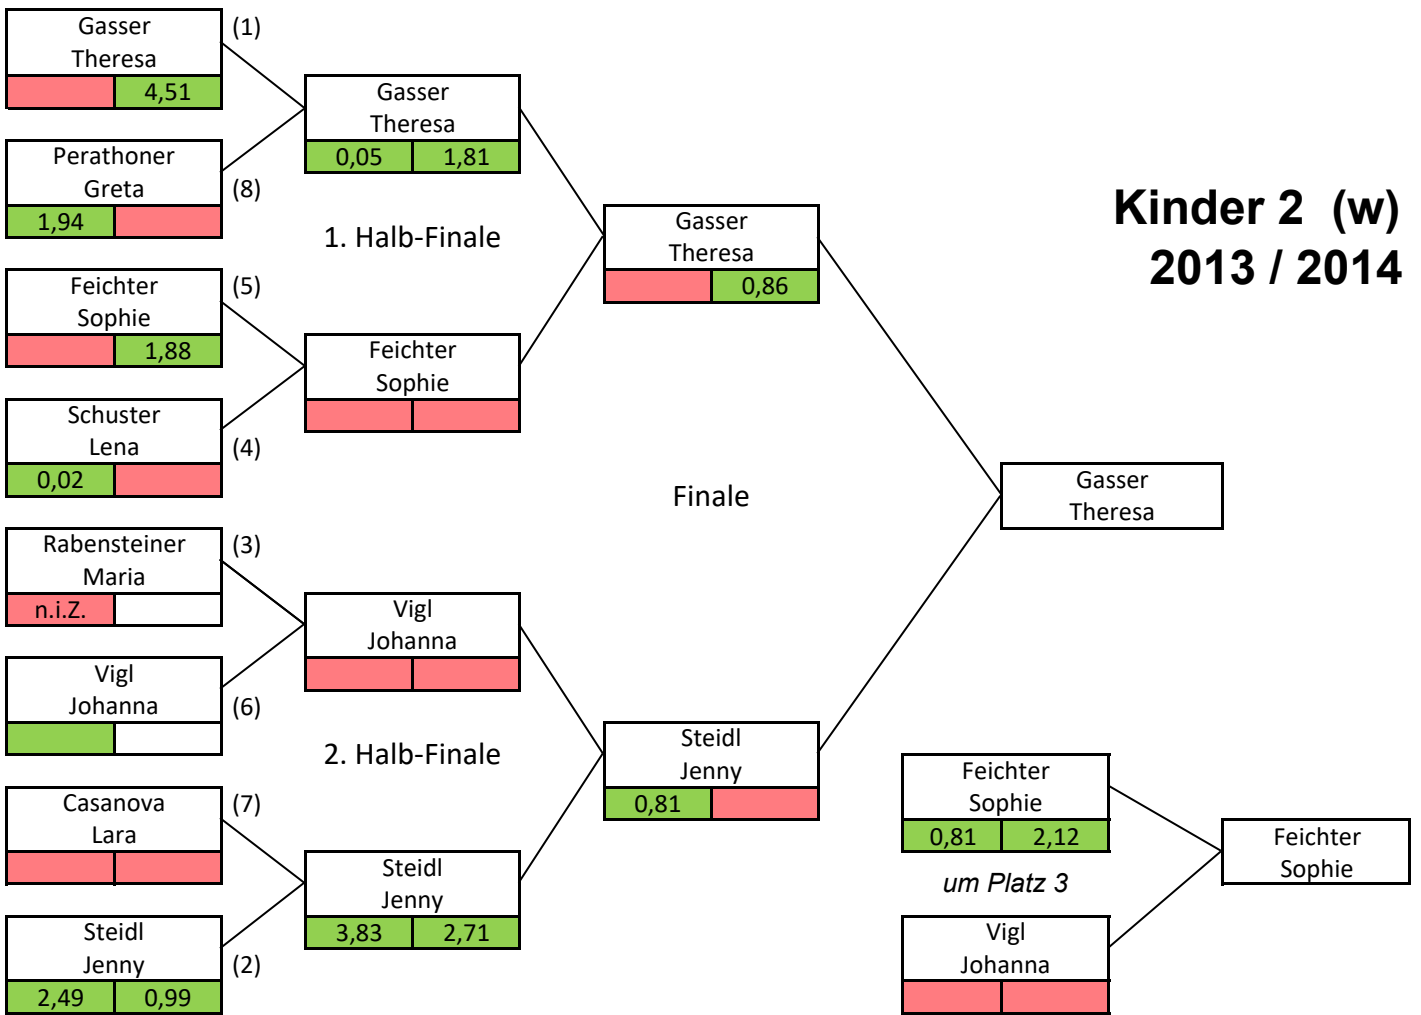 Gasser
Theresa
(1)
4,51
Perathoner
Greta
(8)
1,94
Feichter
Sophie
(5)
1,88
Schuster
Lena
(4)
0,02
Rabensteiner
Maria
(3)
n.i.Z.
Vigl
Johanna
(6)
Casanova
Lara
(7)
Steidl
Jenny
(2)
2,49 0,99
Gasser
Theresa
0,05 1,81
1. Halb-Finale
Feichter
Sophie
Vigl
Johanna
2. Halb-Finale
Steidl
Jenny
3,83 2,71
Gasser
Theresa
0,86
Finale
Steidl
Jenny
0,81
Kinder 2 (w)
2013 / 2014
Gasser
Theresa
Feichter
Sophie
0,81 2,12
um Platz 3
Vigl
Johanna
Feichter
Sophie